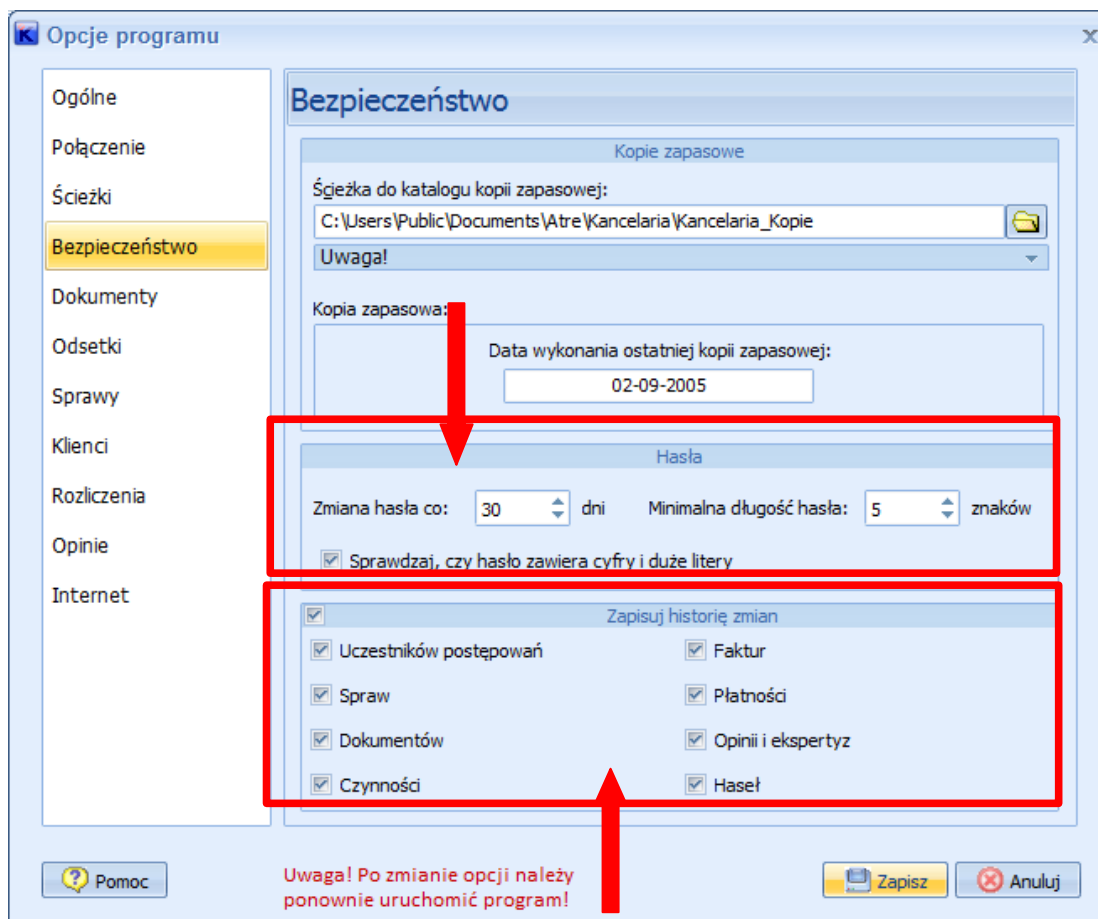 Opcje programu
Ogólne
Połączenie
Ścieżki
Bezpieczeństwo
Dokumenty
Odsetki
Sprawy
Klienci
Rozliczenia
Opinie
Internet
Bezpieczeństwo
Kopie zapasowe
Ścieżka do katalogu kopii zapasowej:
C:\Users\Public\Documents\Atre\Kancelaria\Kancelaria_Kopie
Uwaga!
Kopia zapasowa:
Data wykonania ostatniej kopii zapasowej:
02-09-2005
Hasła
Zmiana hasła co: 30 dni Minimalna długość hasła: 5 znaków
Sprawdzaj, czy hasło zawiera cyfry i duże litery
Zapisuj historię zmian
Uczestników postępowań Faktur
Spraw Płatności
Dokumentów Opinii i ekspertyz
Czynności Haseł
Pomoc
Uwaga! Po zmianie opcji należy
ponownie uruchomić program!
Zapisz Anuluj